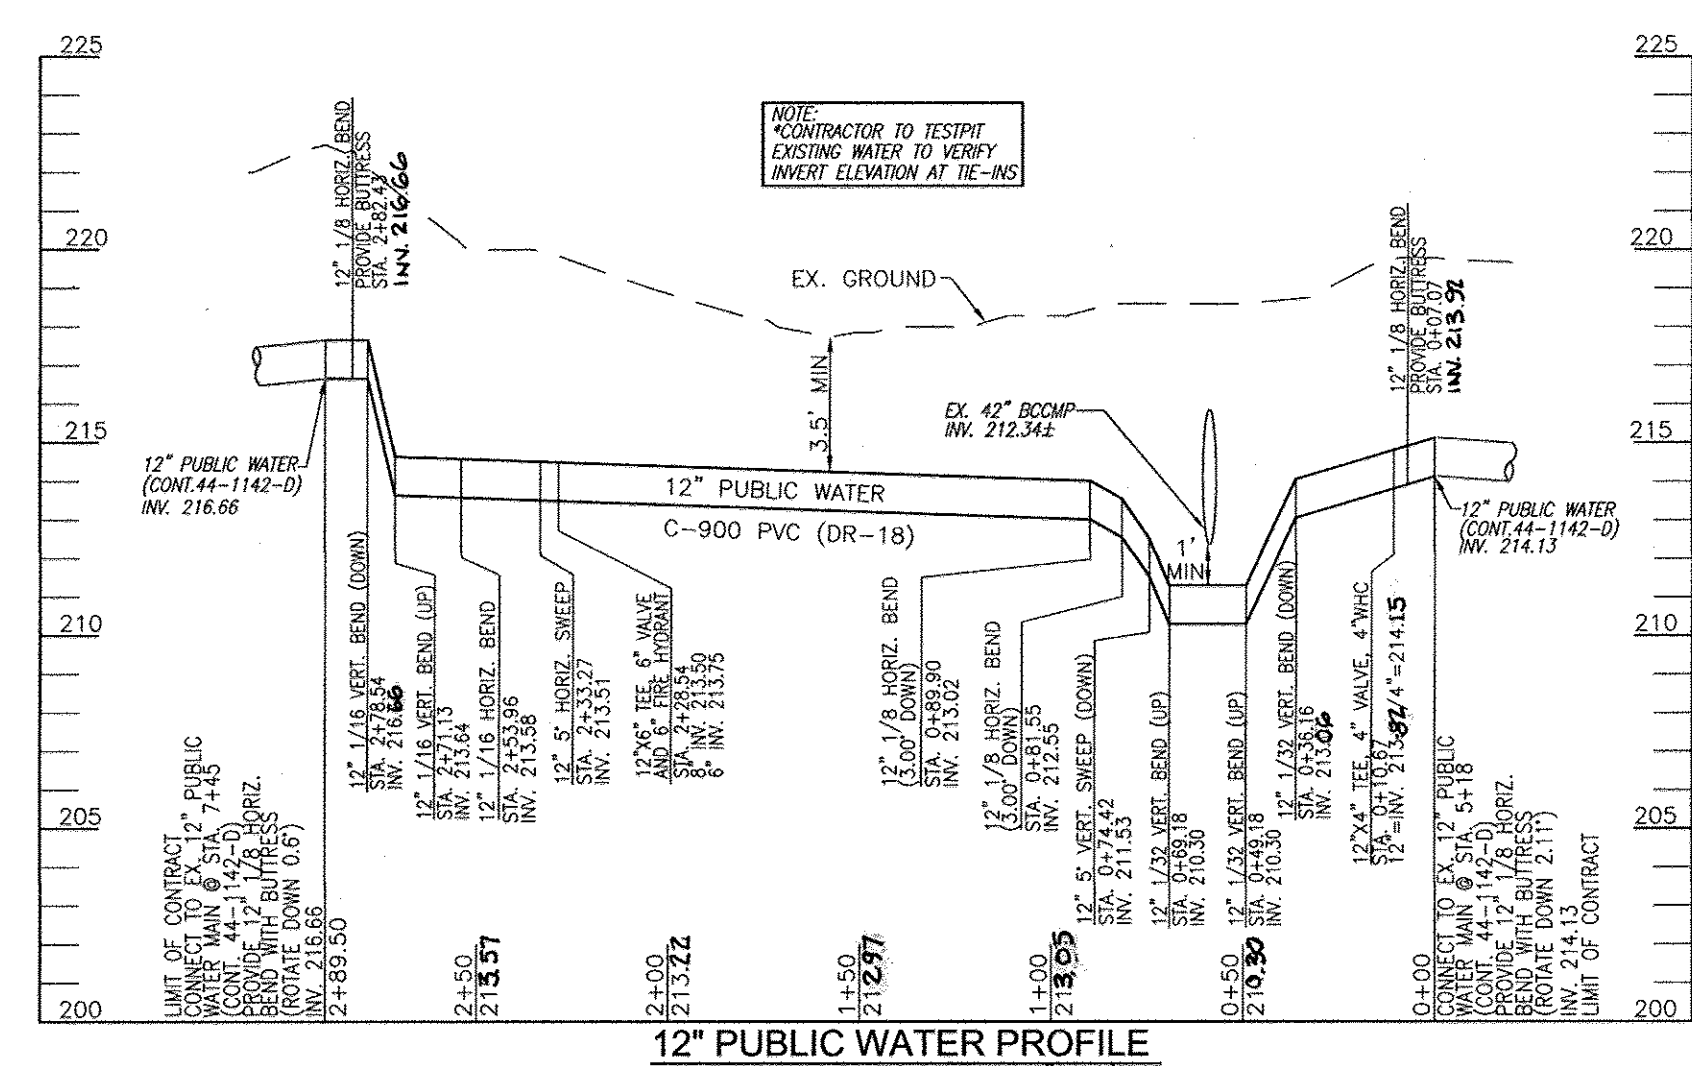 225
225
220
220
215
215
210
210
205
205
200
200
NOTE:
*CONTRACTOR TO TESTPIT
EXISTING WATER TO VERIFY
INVERT ELEVATION AT TIE-INS
12" 1/8 HORIZ. BEND
PROVIDE BUTTRESS
STA. 2+82.43
INV. 216.66
EX. GROUND
3.5' MIN
EX. 42" BCCMP
INV. 212.34±
1'
MIN
12" 1/8 HORIZ. BEND
PROVIDE BUTTRESS
STA. 0+07.07
INV. 213.92
12" PUBLIC WATER
(CONT.44-1142-D)
INV. 216.66
12" PUBLIC WATER
C-900 PVC (DR-18)
12" PUBLIC WATER
(CONT.44-1142-D)
INV. 214.13
LIMIT OF CONTRACT
CONNECT TO EX. 12" PUBLIC
WATER MAIN @ STA. 7+45
(CONT. 44-1142-D)
PROVIDE 12" 1/8 HORIZ.
BEND WITH BUTTRESS
(ROTATE DOWN 0.6°)
INV. 216.66
2+89.50
12" 1/16 VERT. BEND (DOWN)
STA. 2+78.54
INV. 216.66
12" 1/16 VERT. BEND (UP)
STA. 2+71.13
INV. 213.64
12" 1/16 HORIZ. BEND
STA. 2+53.96
INV. 213.58
12" 5° HORIZ. SWEEP
STA. 2+33.27
INV. 213.51
12"X6" TEE, 6" VALVE
AND 6" FIRE HYDRANT
STA. 2+28.54
8" INV. 213.50
6" INV. 213.75
12" 1/8 HORIZ. BEND
(3.00° DOWN)
STA. 0+89.90
INV. 213.02
12" 1/8 HORIZ. BEND
(3.00° DOWN)
STA. 0+81.55
INV. 212.55
12" 5° VERT. SWEEP (DOWN)
STA. 0+74.42
INV. 211.53
12" 1/32 VERT. BEND (UP)
STA. 0+69.18
INV. 210.30
12" 1/32 VERT. BEND (UP)
STA. 0+49.18
INV. 210.30
12" 1/32 VERT. BEND (DOWN)
STA. 0+36.16
INV. 213.06
12"X4" TEE, 4" VALVE, 4"WHC
STA. 0+10.67
12"=INV. 213.82/4"=214.15
0+00
CONNECT TO EX. 12" PUBLIC
WATER MAIN @ STA. 5+18
(CONT. 44-1142-D)
PROVIDE 12" 1/8 HORIZ.
BEND WITH BUTTRESS
(ROTATE DOWN 2.11°)
INV. 214.13
LIMIT OF CONTRACT
2+50
213.57
2+00
213.22
1+50
212.97
1+00
213.05
0+50
210.30
12" PUBLIC WATER PROFILE